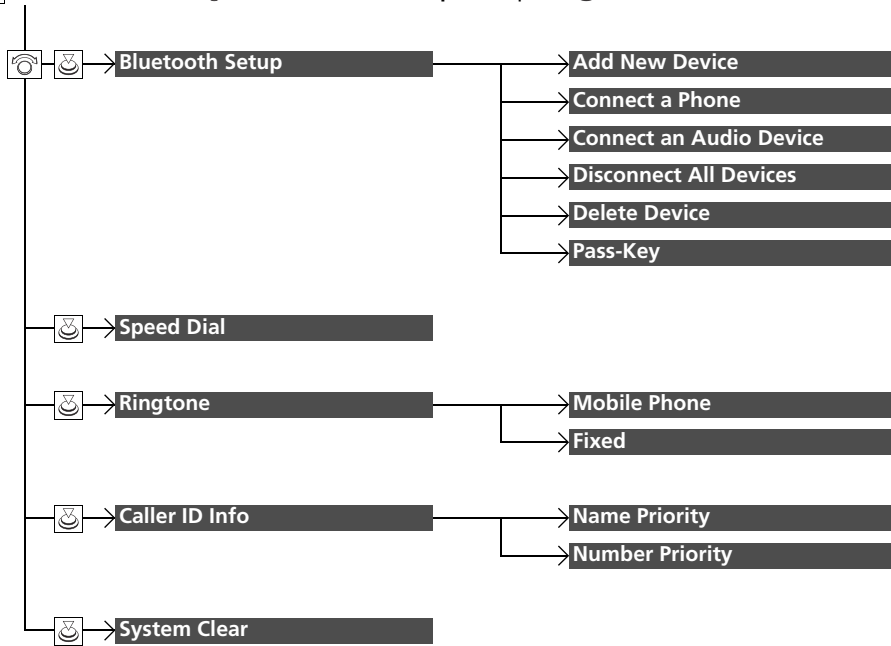 Bluetooth Setup
Add New Device
Connect a Phone
Connect an Audio Device
Disconnect All Devices
Delete Device
Pass-Key
Speed Dial
Ringtone
Mobile Phone
Fixed
Caller ID Info
Name Priority
Number Priority
System Clear